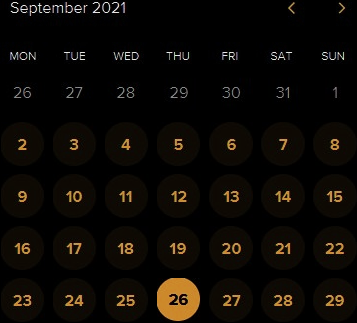 September 2021
MON TUE WED THU FRI SAT SUN
26 27 28 29 30 31 1
2 3 4 5 6 7 8
9 10 11 12 13 14 15
16 17 18 19 20 21 22
23 24 25 26 27 28 29